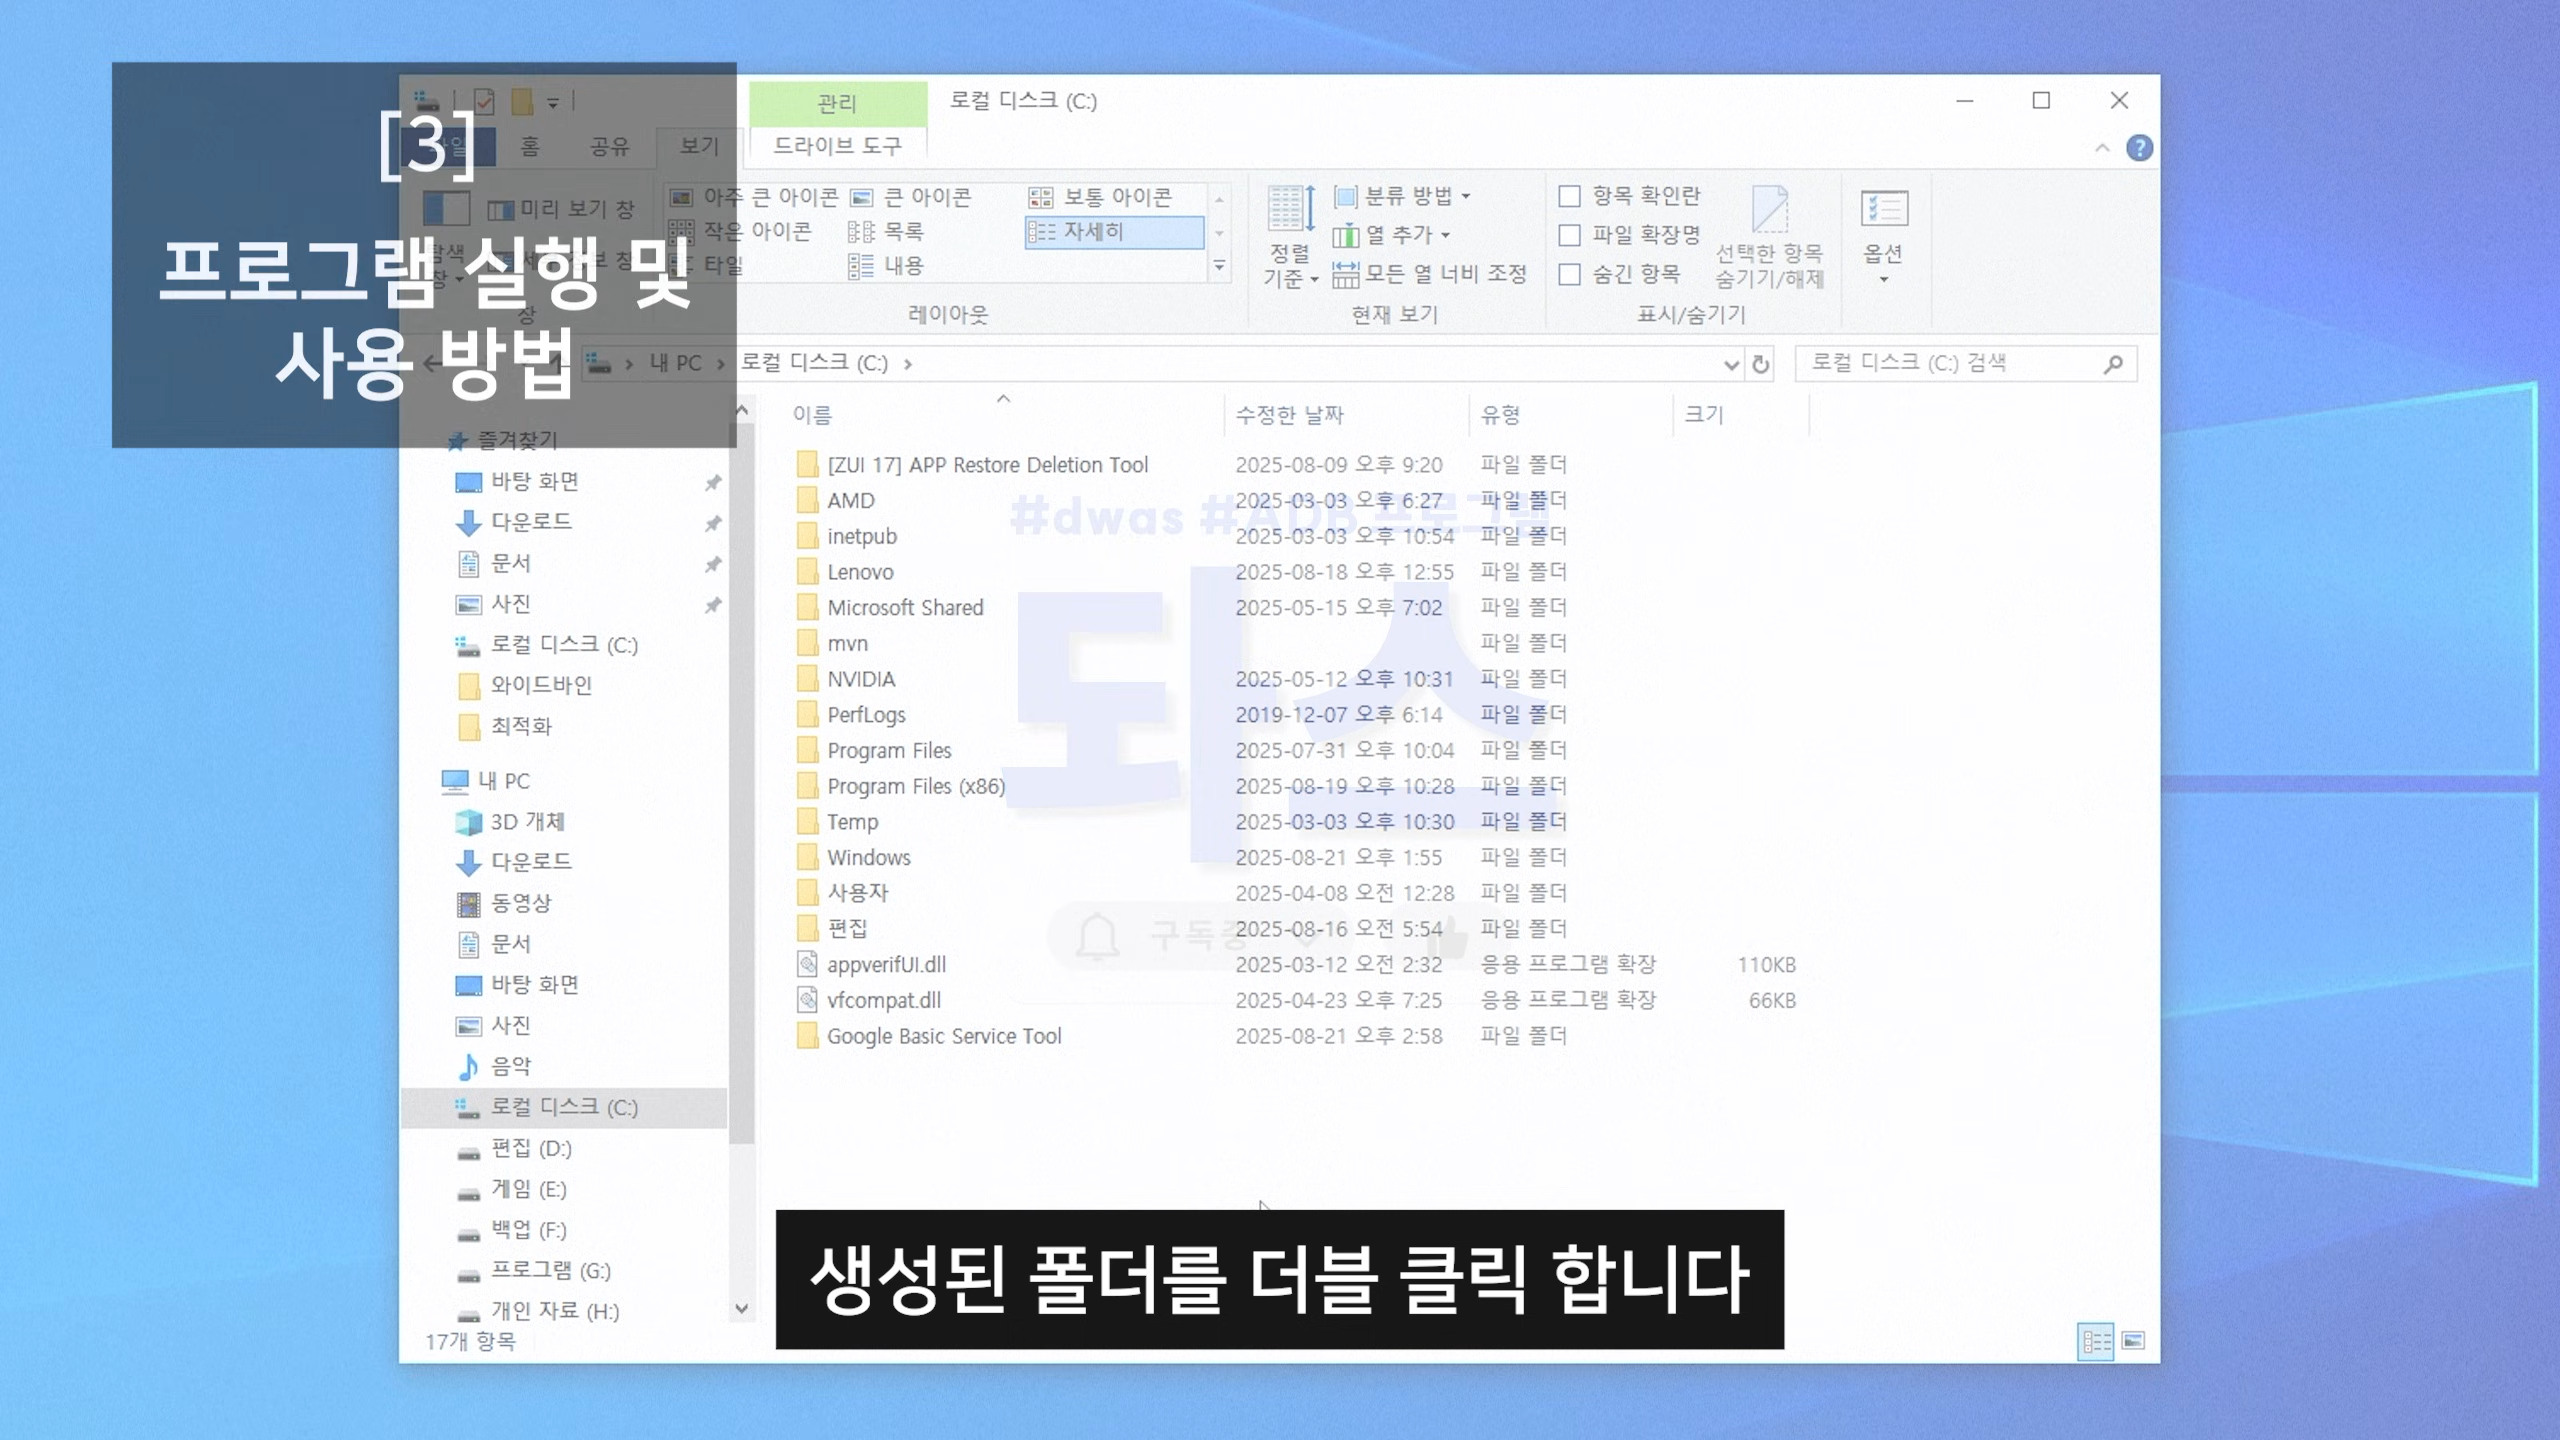 [3]
프로그램 실행 및
사용 방법
관리
로컬 디스크 (C:)
홈
공유
보기
드라이브 도구
미리 보기 창
아주 큰 아이콘
큰 아이콘
보통 아이콘
작은 아이콘
목록
자세히
타일
내용
창
레이아웃
정렬
기준
분류 방법
열 추가
모든 열 너비 조정
현재 보기
항목 확인란
파일 확장명
숨긴 항목
선택한 항목
숨기기/해제
표시/숨기기
옵션
내 PC
로컬 디스크 (C:)
로컬 디스크 (C:) 검색
즐겨찾기
바탕 화면
다운로드
문서
사진
로컬 디스크 (C:)
와이드바인
최적화
내 PC
3D 개체
다운로드
동영상
문서
바탕 화면
사진
음악
로컬 디스크 (C:)
편집 (D:)
게임 (E:)
백업 (F:)
프로그램 (G:)
개인 자료 (H:)
17개 항목
이름 수정한 날짜 유형 크기
[ZUI 17] APP Restore Deletion Tool 2025-08-09 오후 9:20 파일 폴더
AMD 2025-03-03 오후 6:27 파일 폴더
inetpub 2025-03-03 오후 10:54 파일 폴더
Lenovo 2025-08-18 오후 12:55 파일 폴더
Microsoft Shared 2025-05-15 오후 7:02 파일 폴더
mvn 파일 폴더
NVIDIA 2025-05-12 오후 10:31 파일 폴더
PerfLogs 2019-12-07 오후 6:14 파일 폴더
Program Files 2025-07-31 오후 10:04 파일 폴더
Program Files (x86) 2025-08-19 오후 10:28 파일 폴더
Temp 2025-03-03 오후 10:30 파일 폴더
Windows 2025-08-21 오후 1:55 파일 폴더
사용자 2025-04-08 오전 12:28 파일 폴더
편집 2025-08-16 오전 5:54 파일 폴더
appverifUI.dll 2025-03-12 오전 2:32 응용 프로그램 확장 110KB
vfcompat.dll 2025-04-23 오후 7:25 응용 프로그램 확장 66KB
Google Basic Service Tool 2025-08-21 오후 2:58 파일 폴더
#dwas #ADB 프로그램
돠스
구독중
생성된 폴더를 더블 클릭 합니다